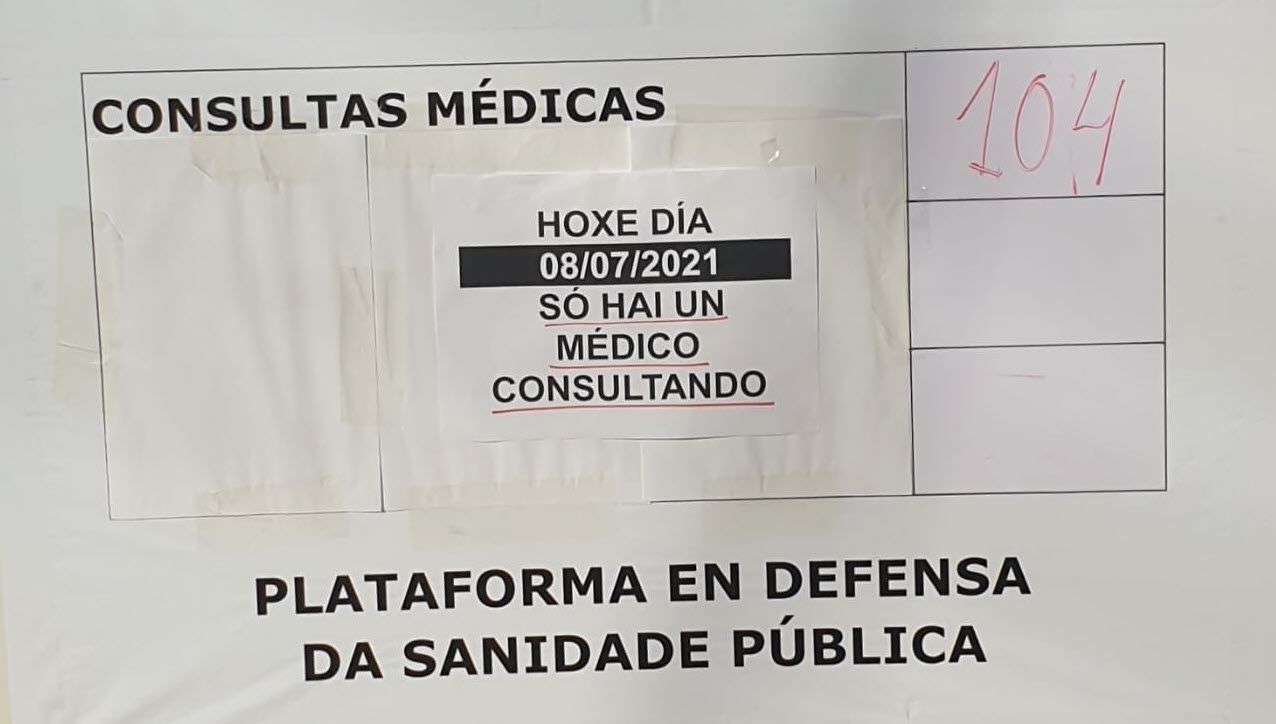 CONSULTAS MÉDICAS
104
HOXE DÍA
08/07/2021
SÓ HAI UN
MÉDICO
CONSULTANDO
PLATAFORMA EN DEFENSA
DA SANIDADE PÚBLICA